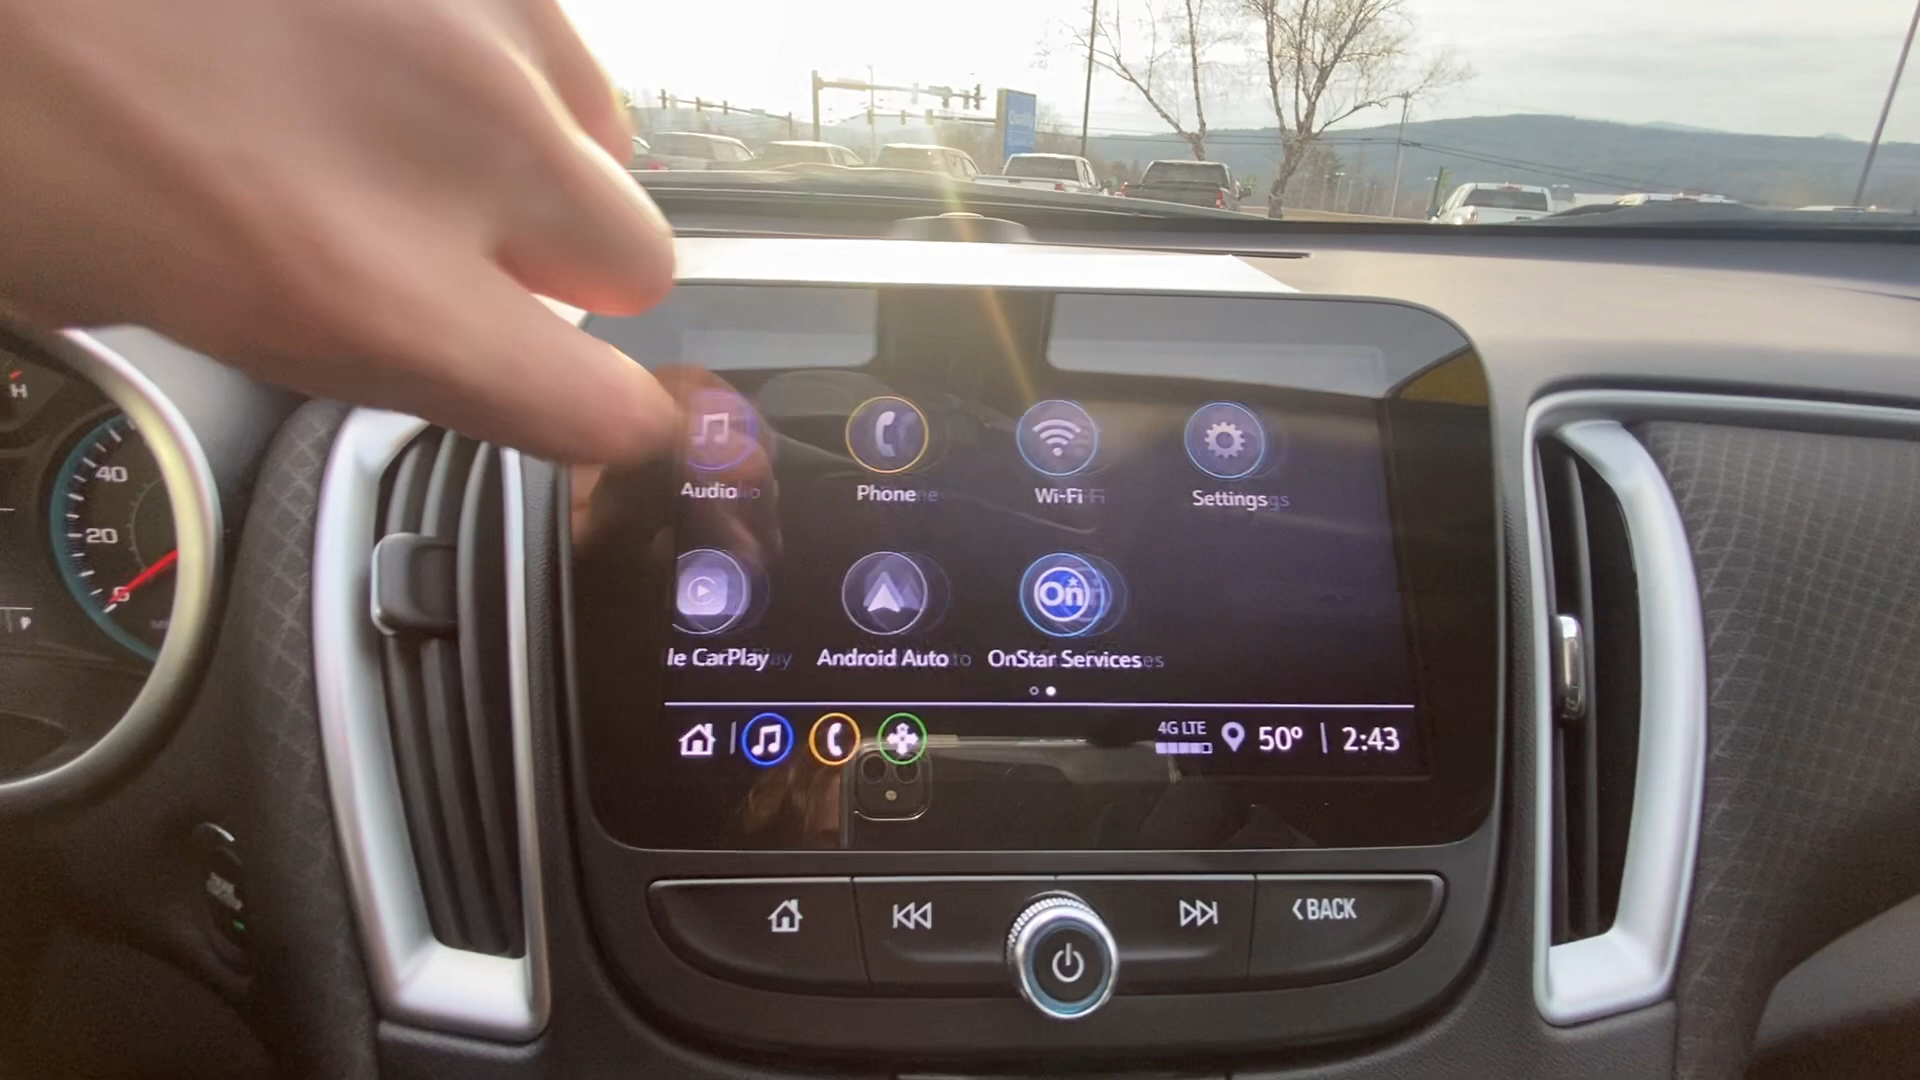 H
40
20
Audio
Phone
Wi-Fi
Settings
le CarPlay
Android Auto
On
OnStar Services
4G LTE
50°
2:43
BACK
P